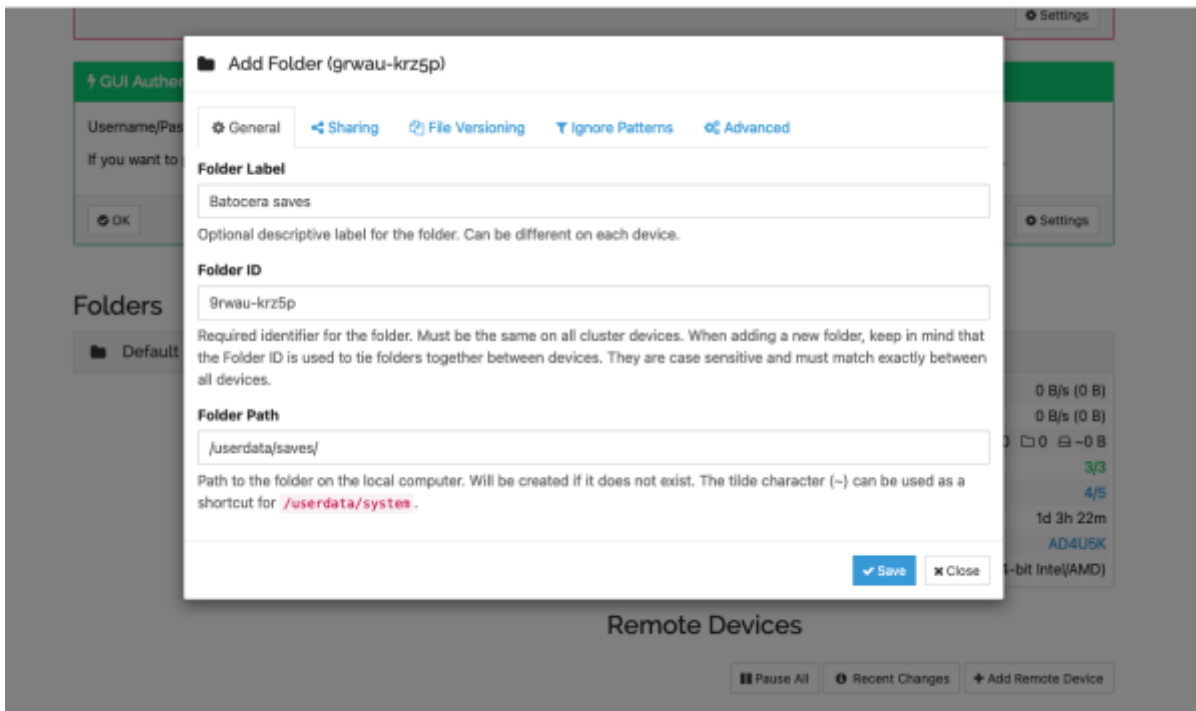 Settings
Add Folder (9rwau-krz5p)
GUI Auther
General Sharing File Versioning Ignore Patterns Advanced
Username/Pas
If you want to
Folder Label
Batocera saves
OK
Settings
Optional descriptive label for the folder. Can be different on each device.
Folder ID
9rwau-krz5p
Folders
Required identifier for the folder. Must be the same on all cluster devices. When adding a new folder, keep in mind that
the Folder ID is used to tie folders together between devices. They are case sensitive and must match exactly between
all devices.
Default
0 B/s (0 B)
Folder Path
0 B/s (0 B)
/userdata/saves/
0 ~0 B
3/3
Path to the folder on the local computer. Will be created if it does not exist. The tilde character (~) can be used as a
shortcut for /userdata/system.
4/5
1d 3h 22m
AD4U5K
Save Close
-bit Intel/AMD)
Remote Devices
Pause All Recent Changes Add Remote Device